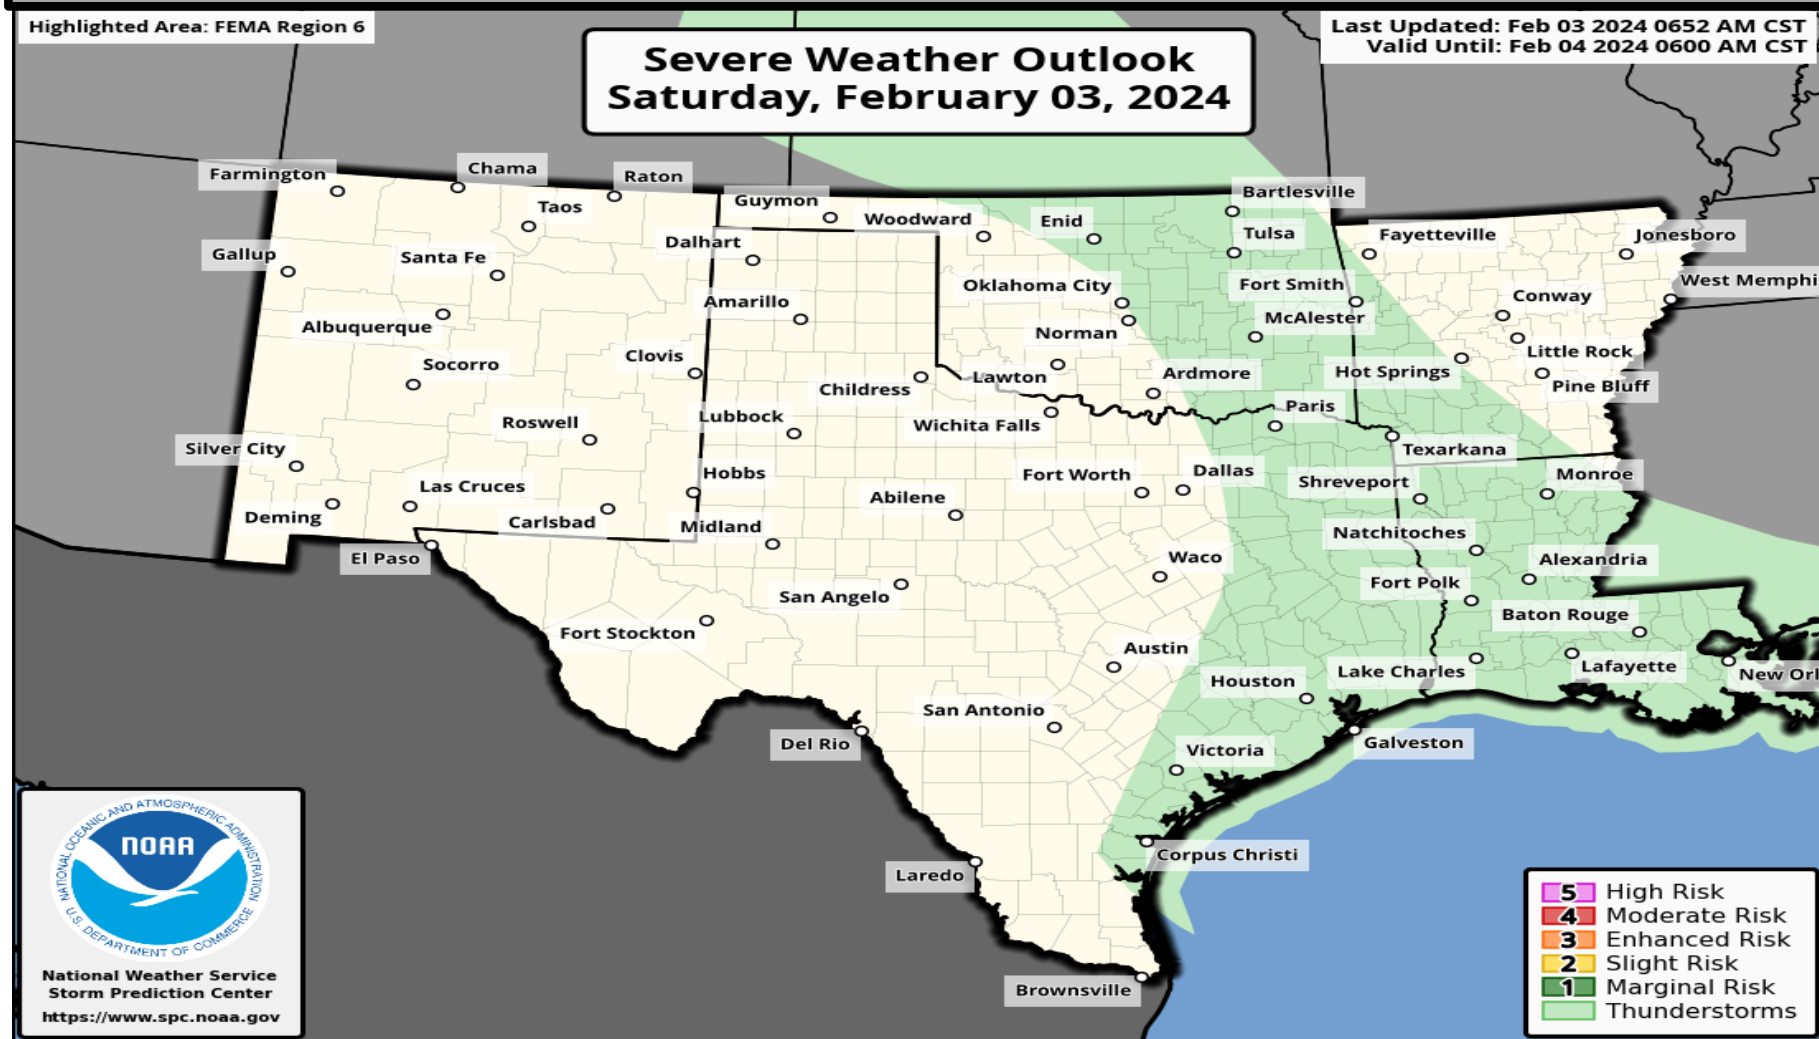 Highlighted Area: FEMA Region 6
Severe Weather Outlook
Saturday, February 03, 2024
Last Updated: Feb 03 2024 0652 AM CST
Valid Until: Feb 04 2024 0600 AM CST
Farmington
Chama
Raton
Taos
Guymon
Woodward
Enid
Bartlesville
Tulsa
Fayetteville
Jonesboro
Gallup
Santa Fe
Dalhart
Oklahoma City
Fort Smith
Conway
West Memphi
Albuquerque
Amarillo
Norman
McAlester
Little Rock
Socorro
Clovis
Childress
Lawton
Ardmore
Hot Springs
Pine Bluff
Roswell
Lubbock
Wichita Falls
Paris
Texarkana
Silver City
Hobbs
Fort Worth
Dallas
Shreveport
Monroe
Las Cruces
Abilene
Deming
Carlsbad
Midland
Natchitoches
El Paso
Waco
Alexandria
San Angelo
Fort Polk
Fort Stockton
Austin
Baton Rouge
Houston
Lake Charles
Lafayette
New Orl
San Antonio
Del Rio
Victoria
Galveston
Corpus Christi
Laredo
Brownsville
NATIONAL OCEANIC AND ATMOSPHERIC ADMINISTRATION
NOAA
U.S. DEPARTMENT OF COMMERCE
National Weather Service
Storm Prediction Center
https://www.spc.noaa.gov
5 High Risk
4 Moderate Risk
3 Enhanced Risk
2 Slight Risk
1 Marginal Risk
Thunderstorms